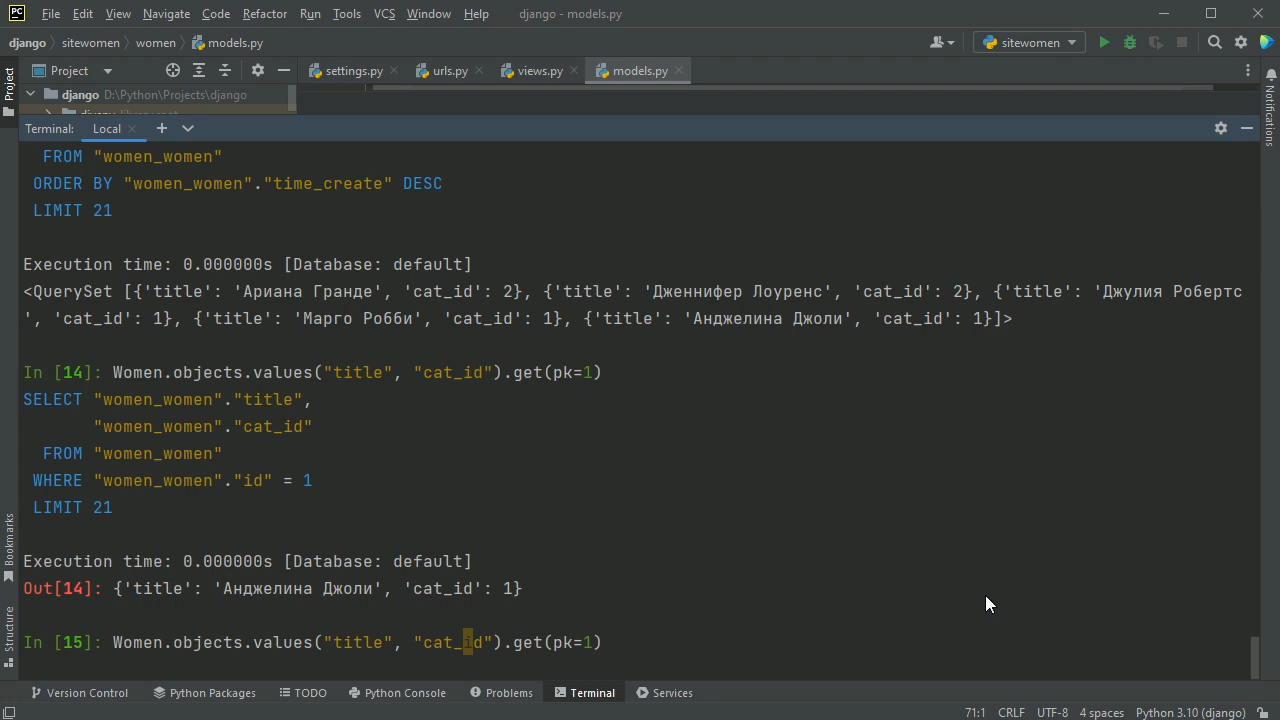 PC File Edit View Navigate Code Refactor Run Tools VCS Window Help django - models.py
django sitewomen women models.py sitewomen
Project settings.py urls.py views.py models.py
Project
django D:\Python\Projects\django
Notifications
Terminal: Local
FROM "women_women"
ORDER BY "women_women"."time_create" DESC
LIMIT 21
Execution time: 0.000000s [Database: default]
<QuerySet [{'title': 'Ариана Гранде', 'cat_id': 2}, {'title': 'Дженнифер Лоуренс', 'cat_id': 2}, {'title': 'Джулия Робертс
', 'cat_id': 1}, {'title': 'Марго Робби', 'cat_id': 1}, {'title': 'Анджелина Джоли', 'cat_id': 1}]>
In [14]: Women.objects.values("title", "cat_id").get(pk=1)
SELECT "women_women"."title",
"women_women"."cat_id"
FROM "women_women"
WHERE "women_women"."id" = 1
LIMIT 21
Execution time: 0.000000s [Database: default]
Out[14]: {'title': 'Анджелина Джоли', 'cat_id': 1}
In [15]: Women.objects.values("title", "cat_id").get(pk=1)
Bookmarks
Structure
Version Control Python Packages TODO Python Console Problems Terminal Services
71:1 CRLF UTF-8 4 spaces Python 3.10 (django)